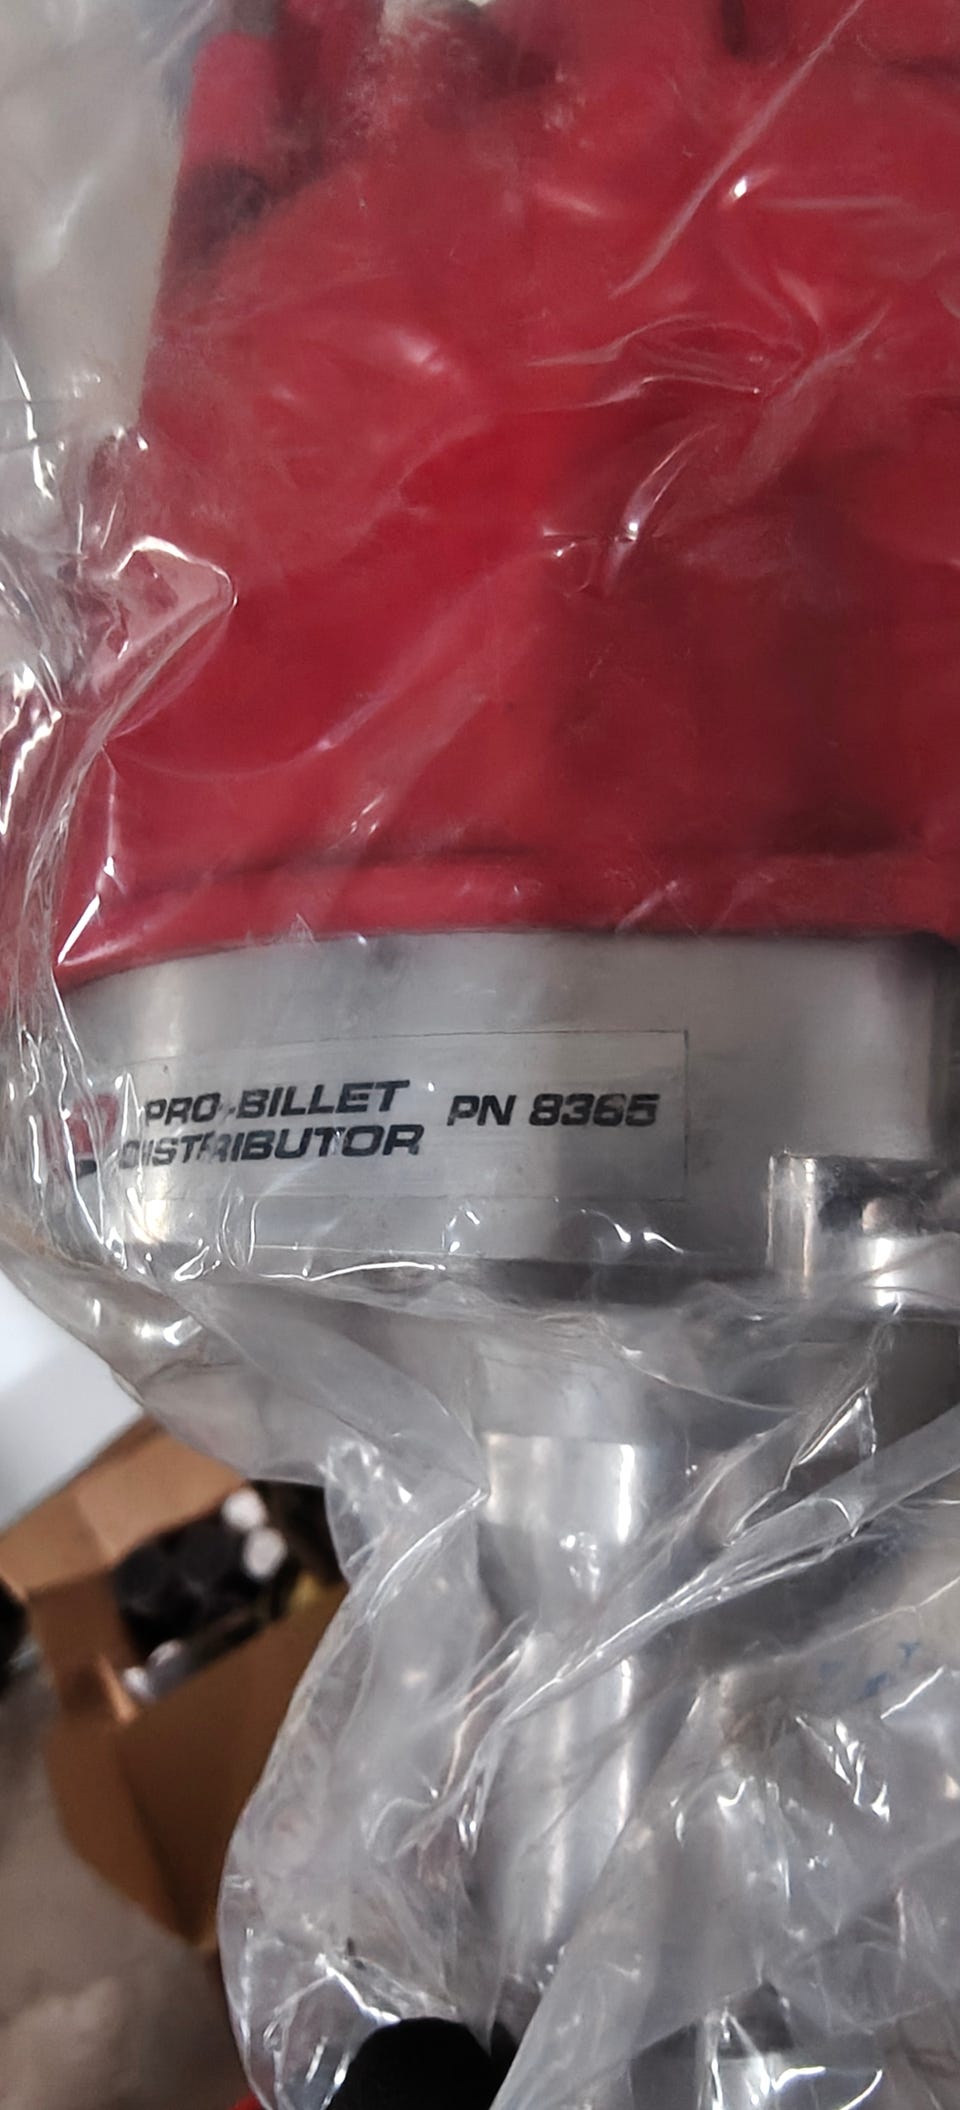 PRO-BILLET
DISTRIBUTOR
PN 8365